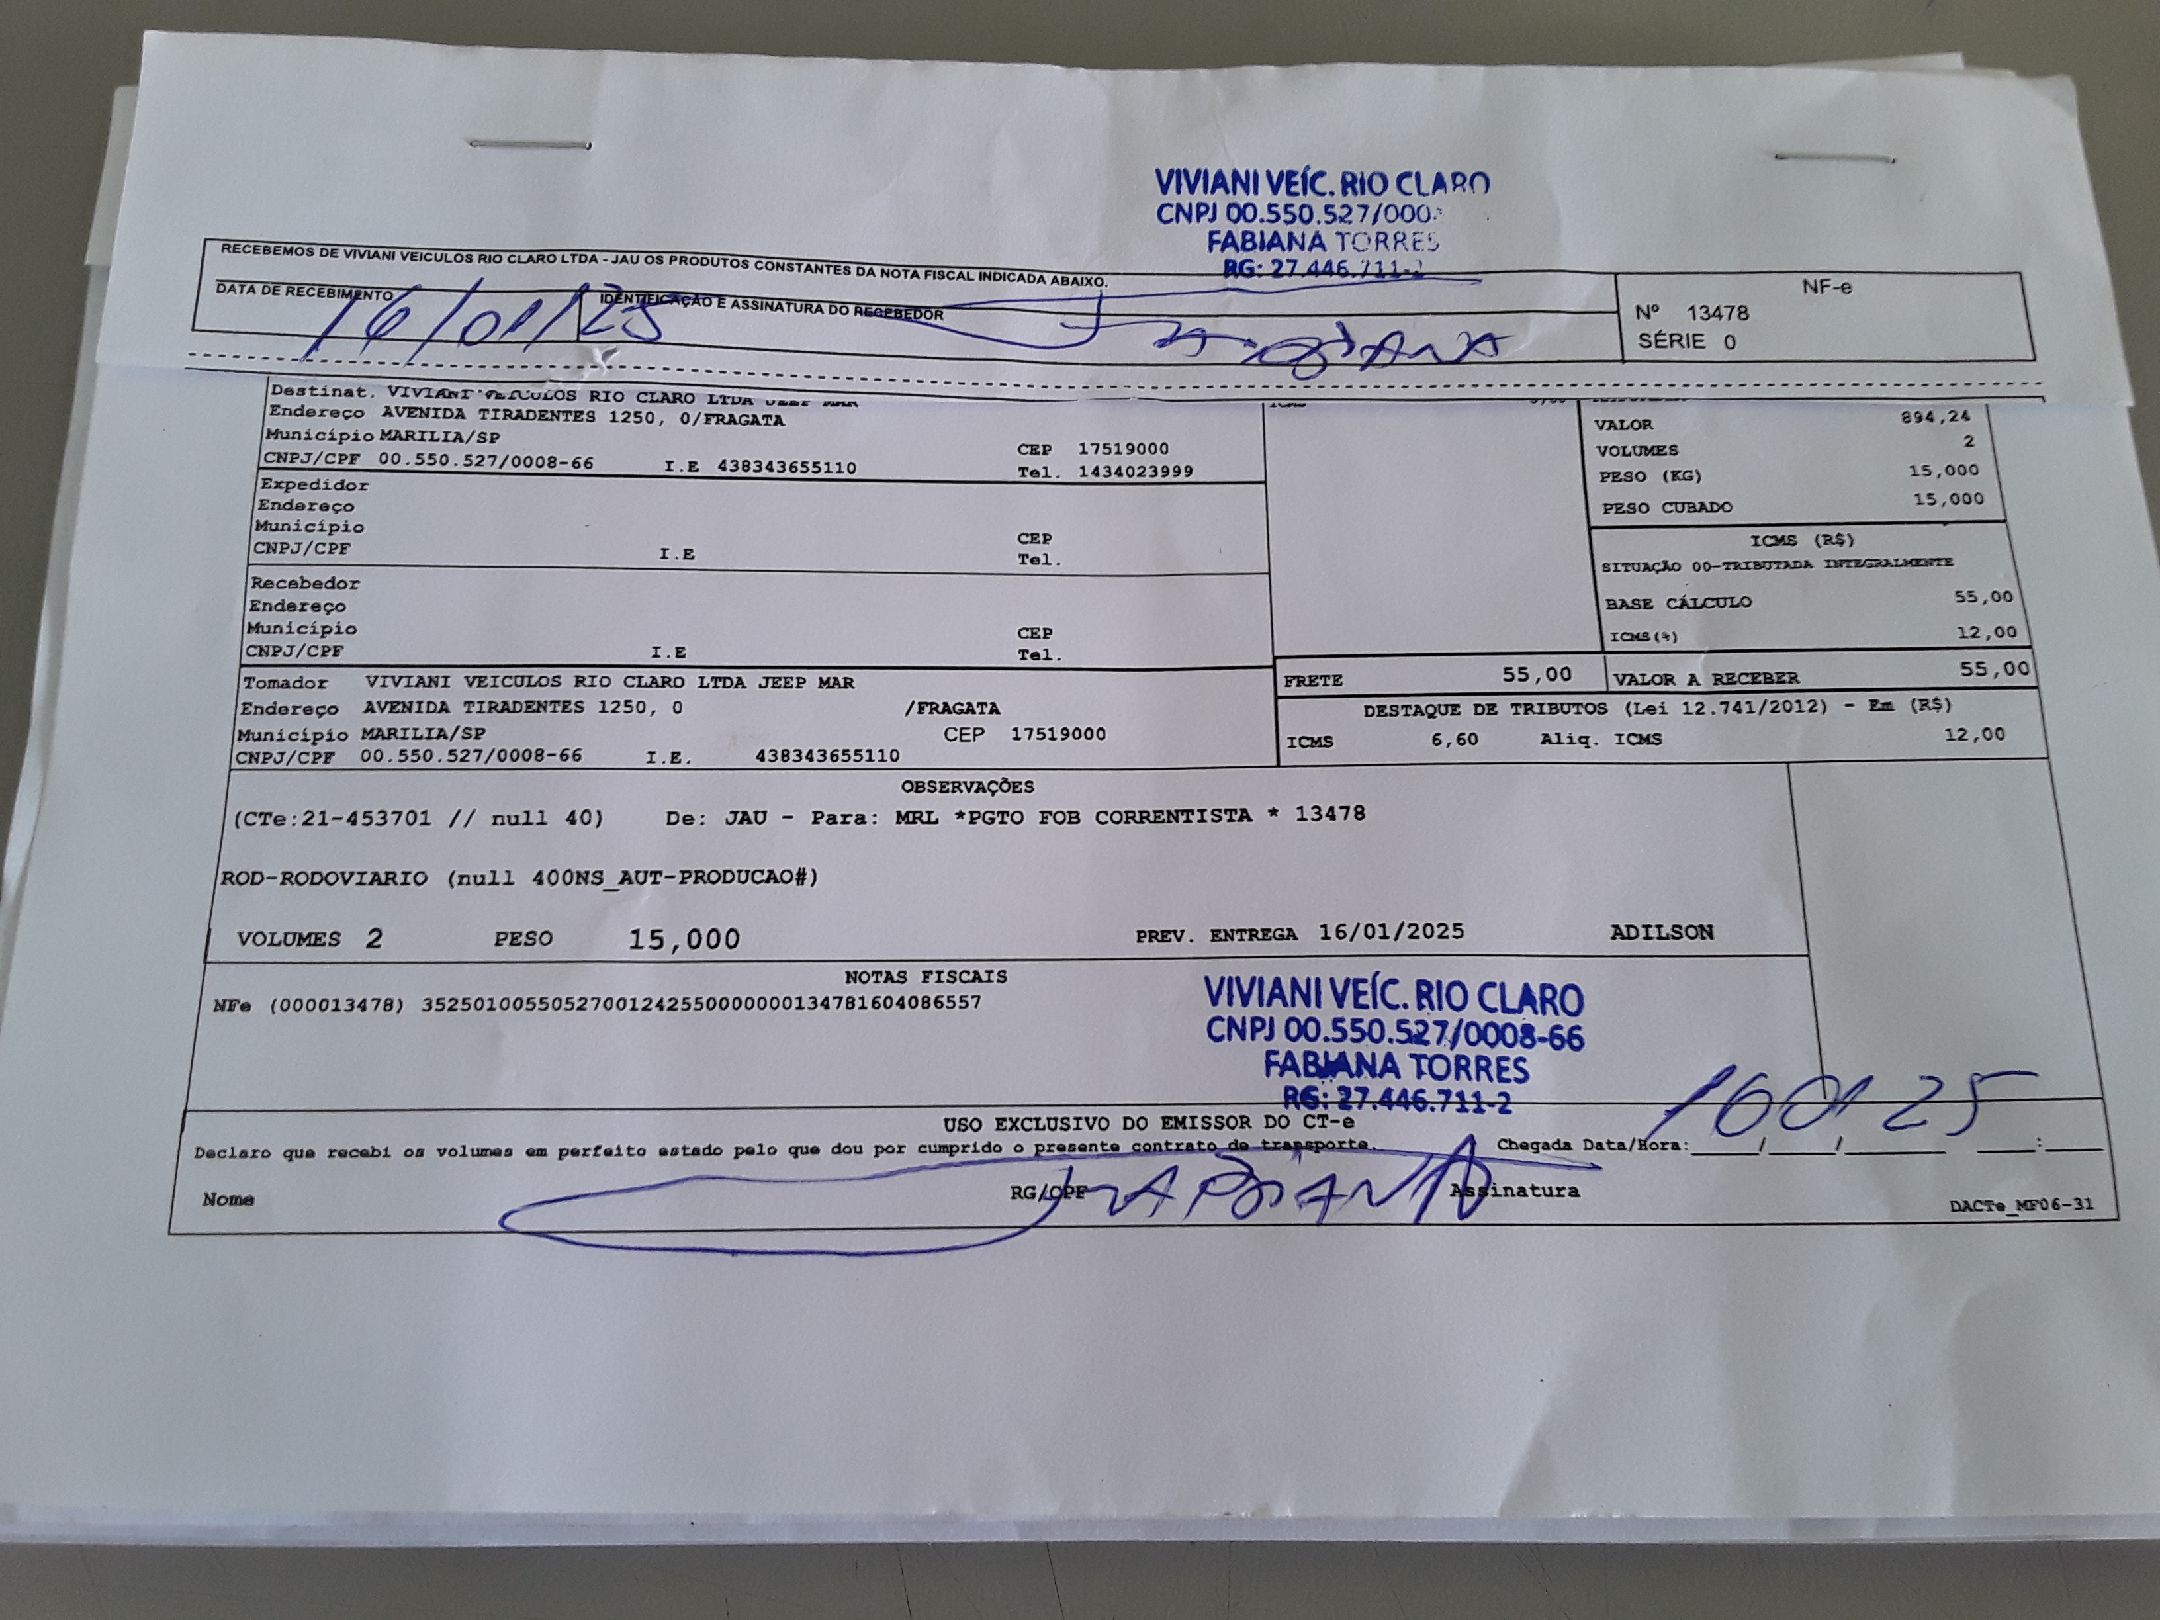 VIVIANI VEÍC. RIO CLARO
CNPJ 00.550.527/000
FABIANA TORRES
RG: 27.446.711-2
RECEBEMOS DE VIVIANI VEICULOS RIO CLARO LTDA - JAU OS PRODUTOS CONSTANTES DA NOTA FISCAL INDICADA ABAIXO.
DATA DE RECEBIMENTO IDENTIFICAÇÃO E ASSINATURA DO RECEBEDOR
16/01/25 FABIANA
NF-e
Nº 13478
SÉRIE 0
Destinat. VIVIANI VEICULOS RIO CLARO LTDA JEEP MAR
Endereço AVENIDA TIRADENTES 1250, 0/FRAGATA
Município MARILIA/SP CEP 17519000
CNPJ/CPF 00.550.527/0008-66 I.E 438343655110 Tel. 1434023999
Expedidor
Endereço
Município CEP
CNPJ/CPF I.E Tel.
Recebedor
Endereço
Município CEP
CNPJ/CPF I.E Tel.
Tomador VIVIANI VEICULOS RIO CLARO LTDA JEEP MAR
Endereço AVENIDA TIRADENTES 1250, 0 /FRAGATA
Município MARILIA/SP CEP 17519000
CNPJ/CPF 00.550.527/0008-66 I.E. 438343655110
VALOR 894,24
VOLUMES 2
PESO (KG) 15,000
PESO CUBADO 15,000
ICMS (R$)
SITUAÇÃO 00-TRIBUTADA INTEGRALMENTE
BASE CÁLCULO 55,00
ICMS(%) 12,00
FRETE 55,00 VALOR A RECEBER 55,00
DESTAQUE DE TRIBUTOS (Lei 12.741/2012) - Em (R$)
ICMS 6,60 Aliq. ICMS 12,00
OBSERVAÇÕES
(CTe:21-453701 // null 40) De: JAU - Para: MRL *PGTO FOB CORRENTISTA * 13478
ROD-RODOVIARIO (null 400NS_AUT-PRODUCAO#)
VOLUMES 2 PESO 15,000 PREV. ENTREGA 16/01/2025 ADILSON
NOTAS FISCAIS
NFe (000013478) 35250100550527001242550000000134781604086557
VIVIANI VEÍC. RIO CLARO
CNPJ 00.550.527/0008-66
FABIANA TORRES
RG: 27.446.711-2
USO EXCLUSIVO DO EMISSOR DO CT-e
Declaro que recebi os volumes em perfeito estado pelo que dou por cumprido o presente contrato de transporte. Chegada Data/Hora: 16 01 25
Nome RG/CPF FABIANA Assinatura
DACTe_MF06-31